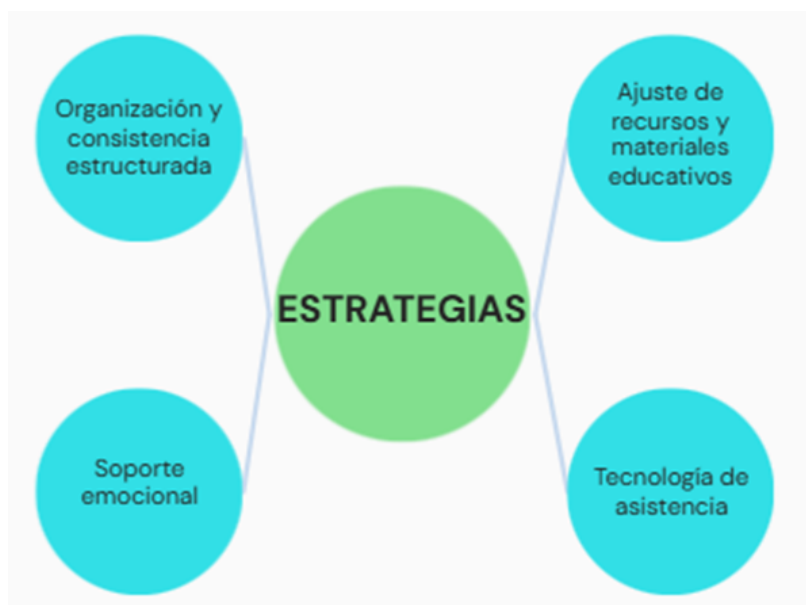 Organización y
consistencia
estructurada
Ajuste de
recursos y
materiales
educativos
ESTRATEGIAS
Soporte
emocional
Tecnología de
asistencia